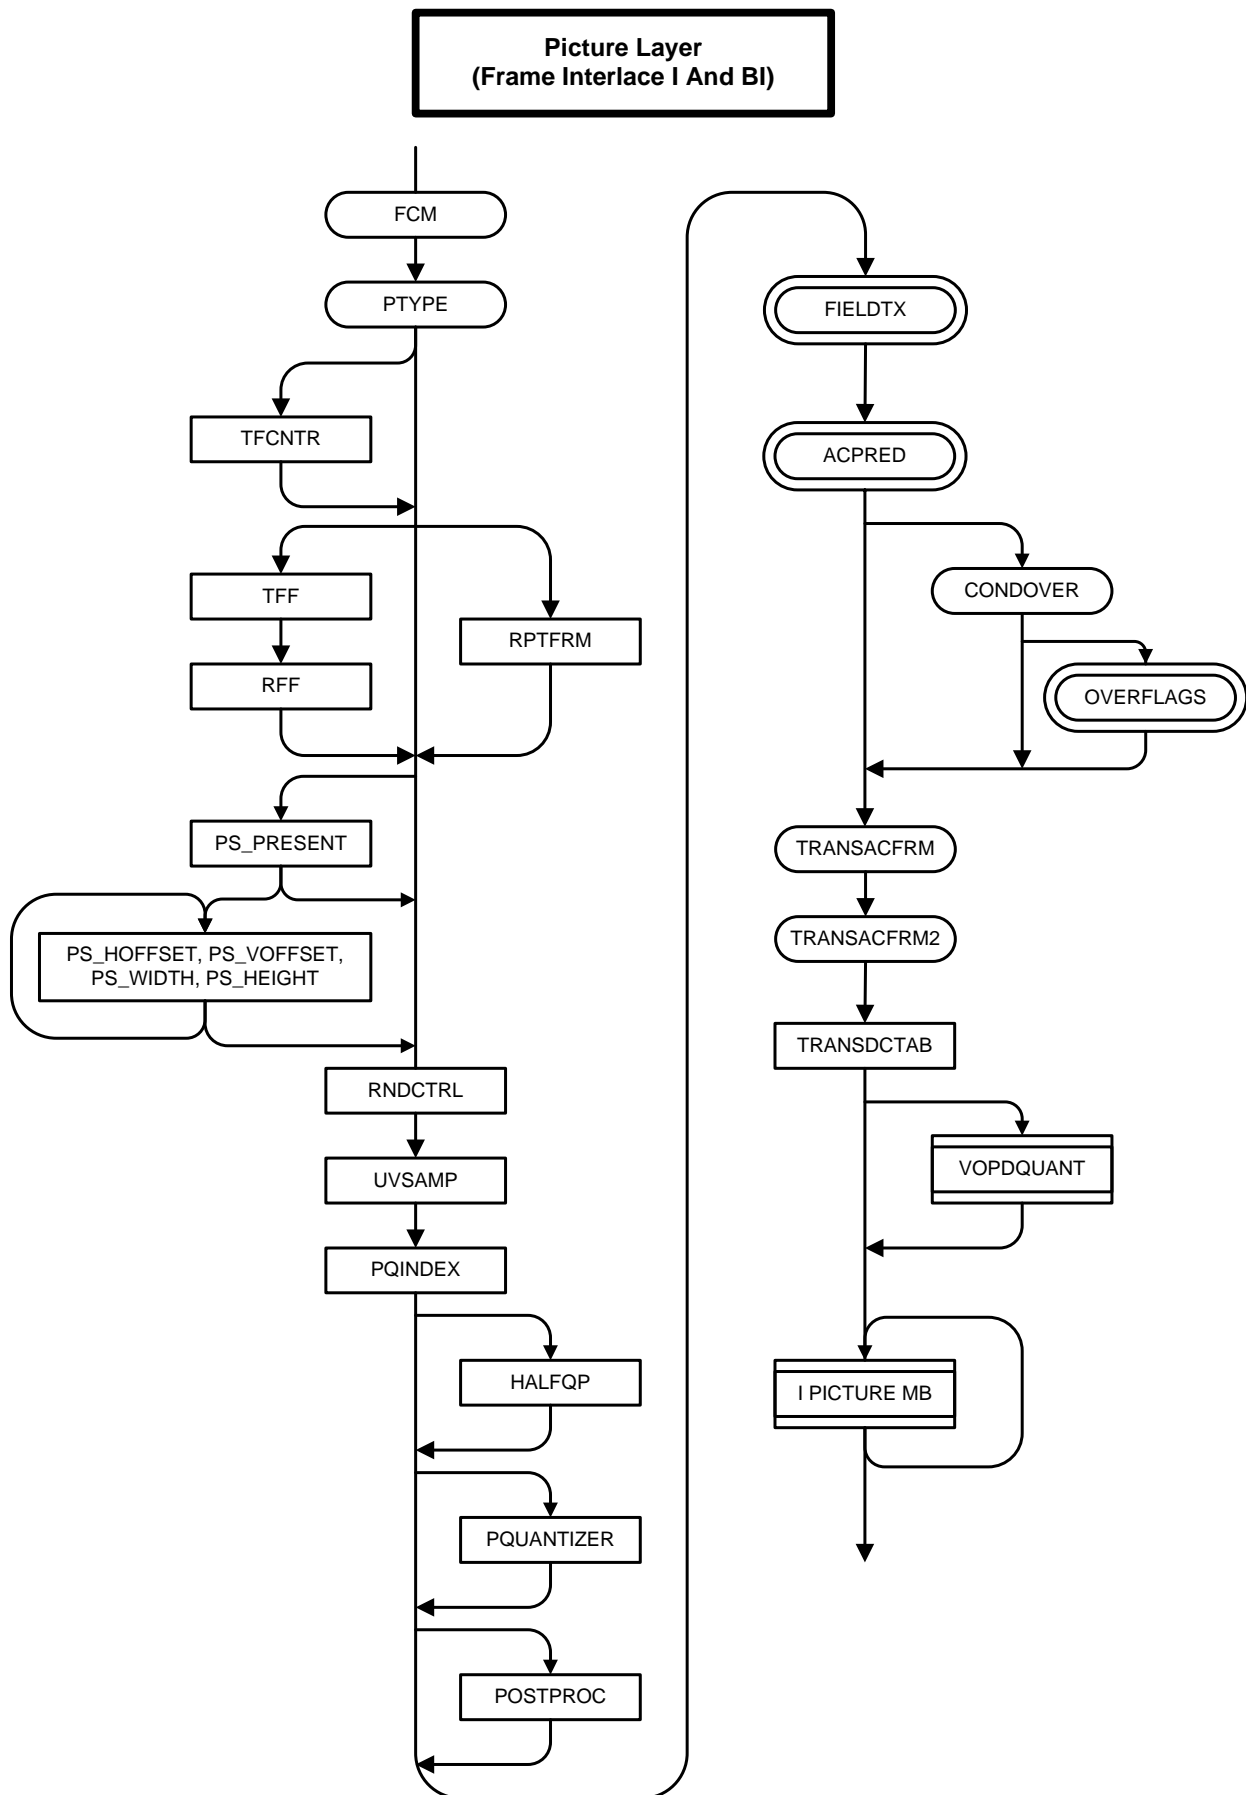 Picture Layer
(Frame Interlace I And BI)
FCM
PTYPE
TFCNTR
TFF
RPTFRM
RFF
PS_PRESENT
PS_HOFFSET, PS_VOFFSET,
PS_WIDTH, PS_HEIGHT
RNDCTRL
UVSAMP
PQINDEX
HALFQP
PQUANTIZER
POSTPROC
FIELDTX
ACPRED
CONDOVER
OVERFLAGS
TRANSACFRM
TRANSACFRM2
TRANSDCTAB
VOPDQUANT
I PICTURE MB